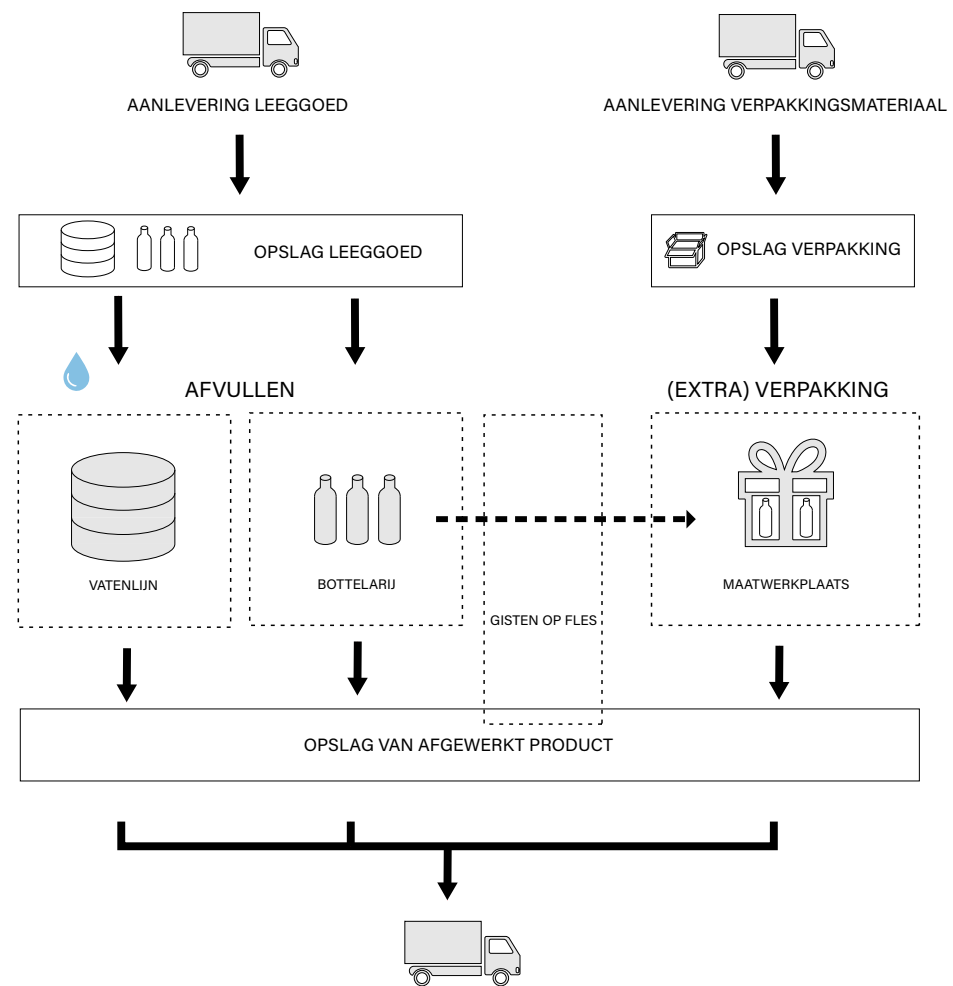 AANLEVERING LEEGGOED
AANLEVERING VERPAKKINGSMATERIAAL
OPSLAG LEEGGOED
OPSLAG VERPAKKING
AFVULLEN
(EXTRA) VERPAKKING
VATENLIJN
BOTTELARIJ
MAATWERKPLAATS
GISTEN OP FLES
OPSLAG VAN AFGEWERKT PRODUCT